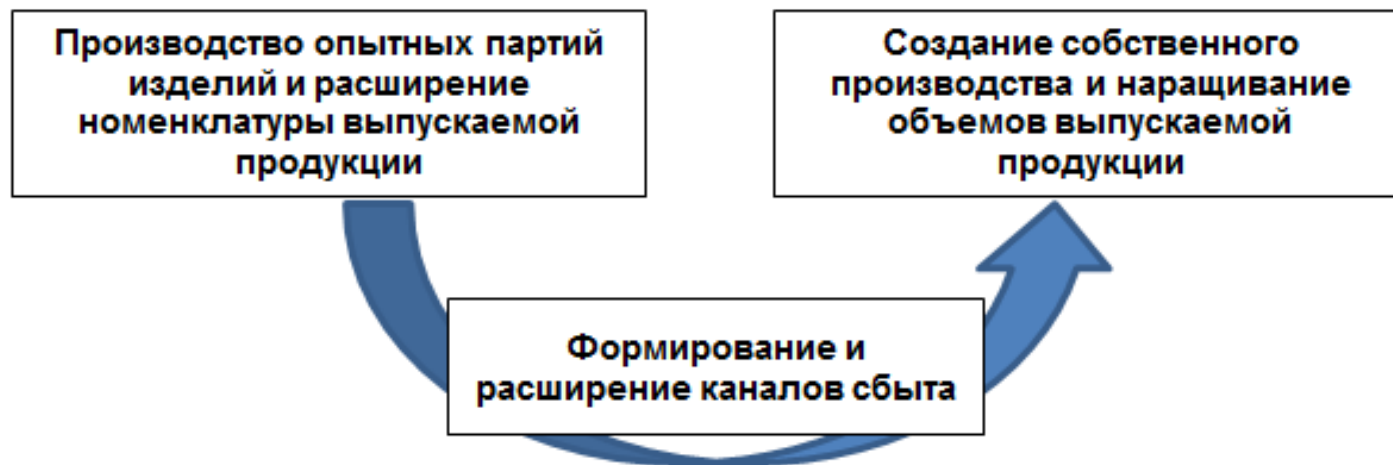 Производство опытных партий
изделий и расширение
номенклатуры выпускаемой
продукции
Создание собственного
производства и наращивание
объемов выпускаемой
продукции
Формирование и
расширение каналов сбыта